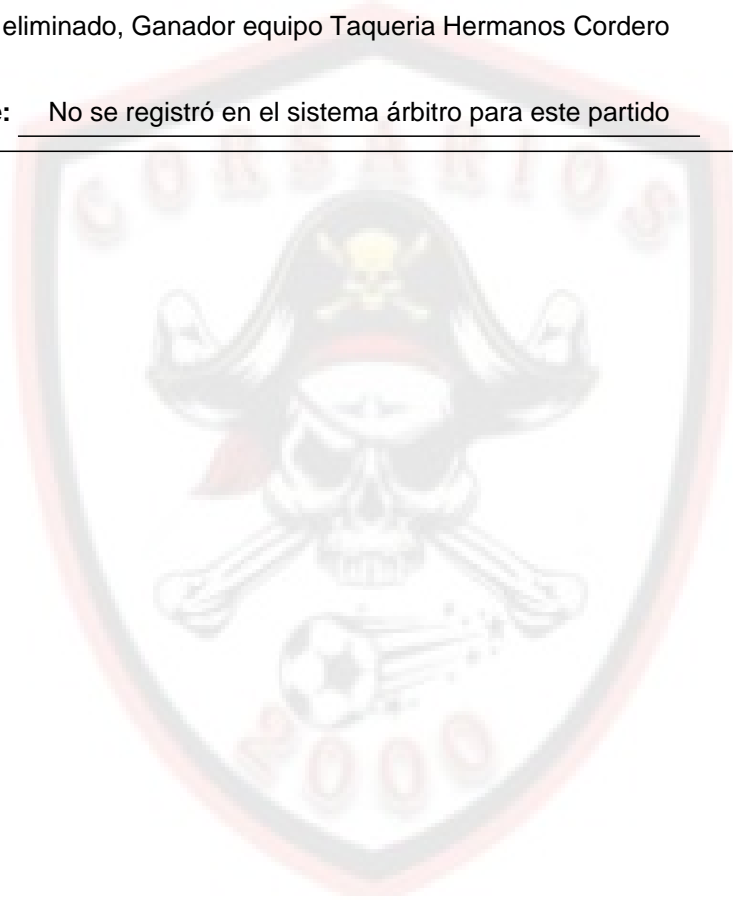 eliminado, Ganador equipo Taqueria Hermanos Cordero
: No se registró en el sistema árbitro para este partido
CORSARIOS
2000